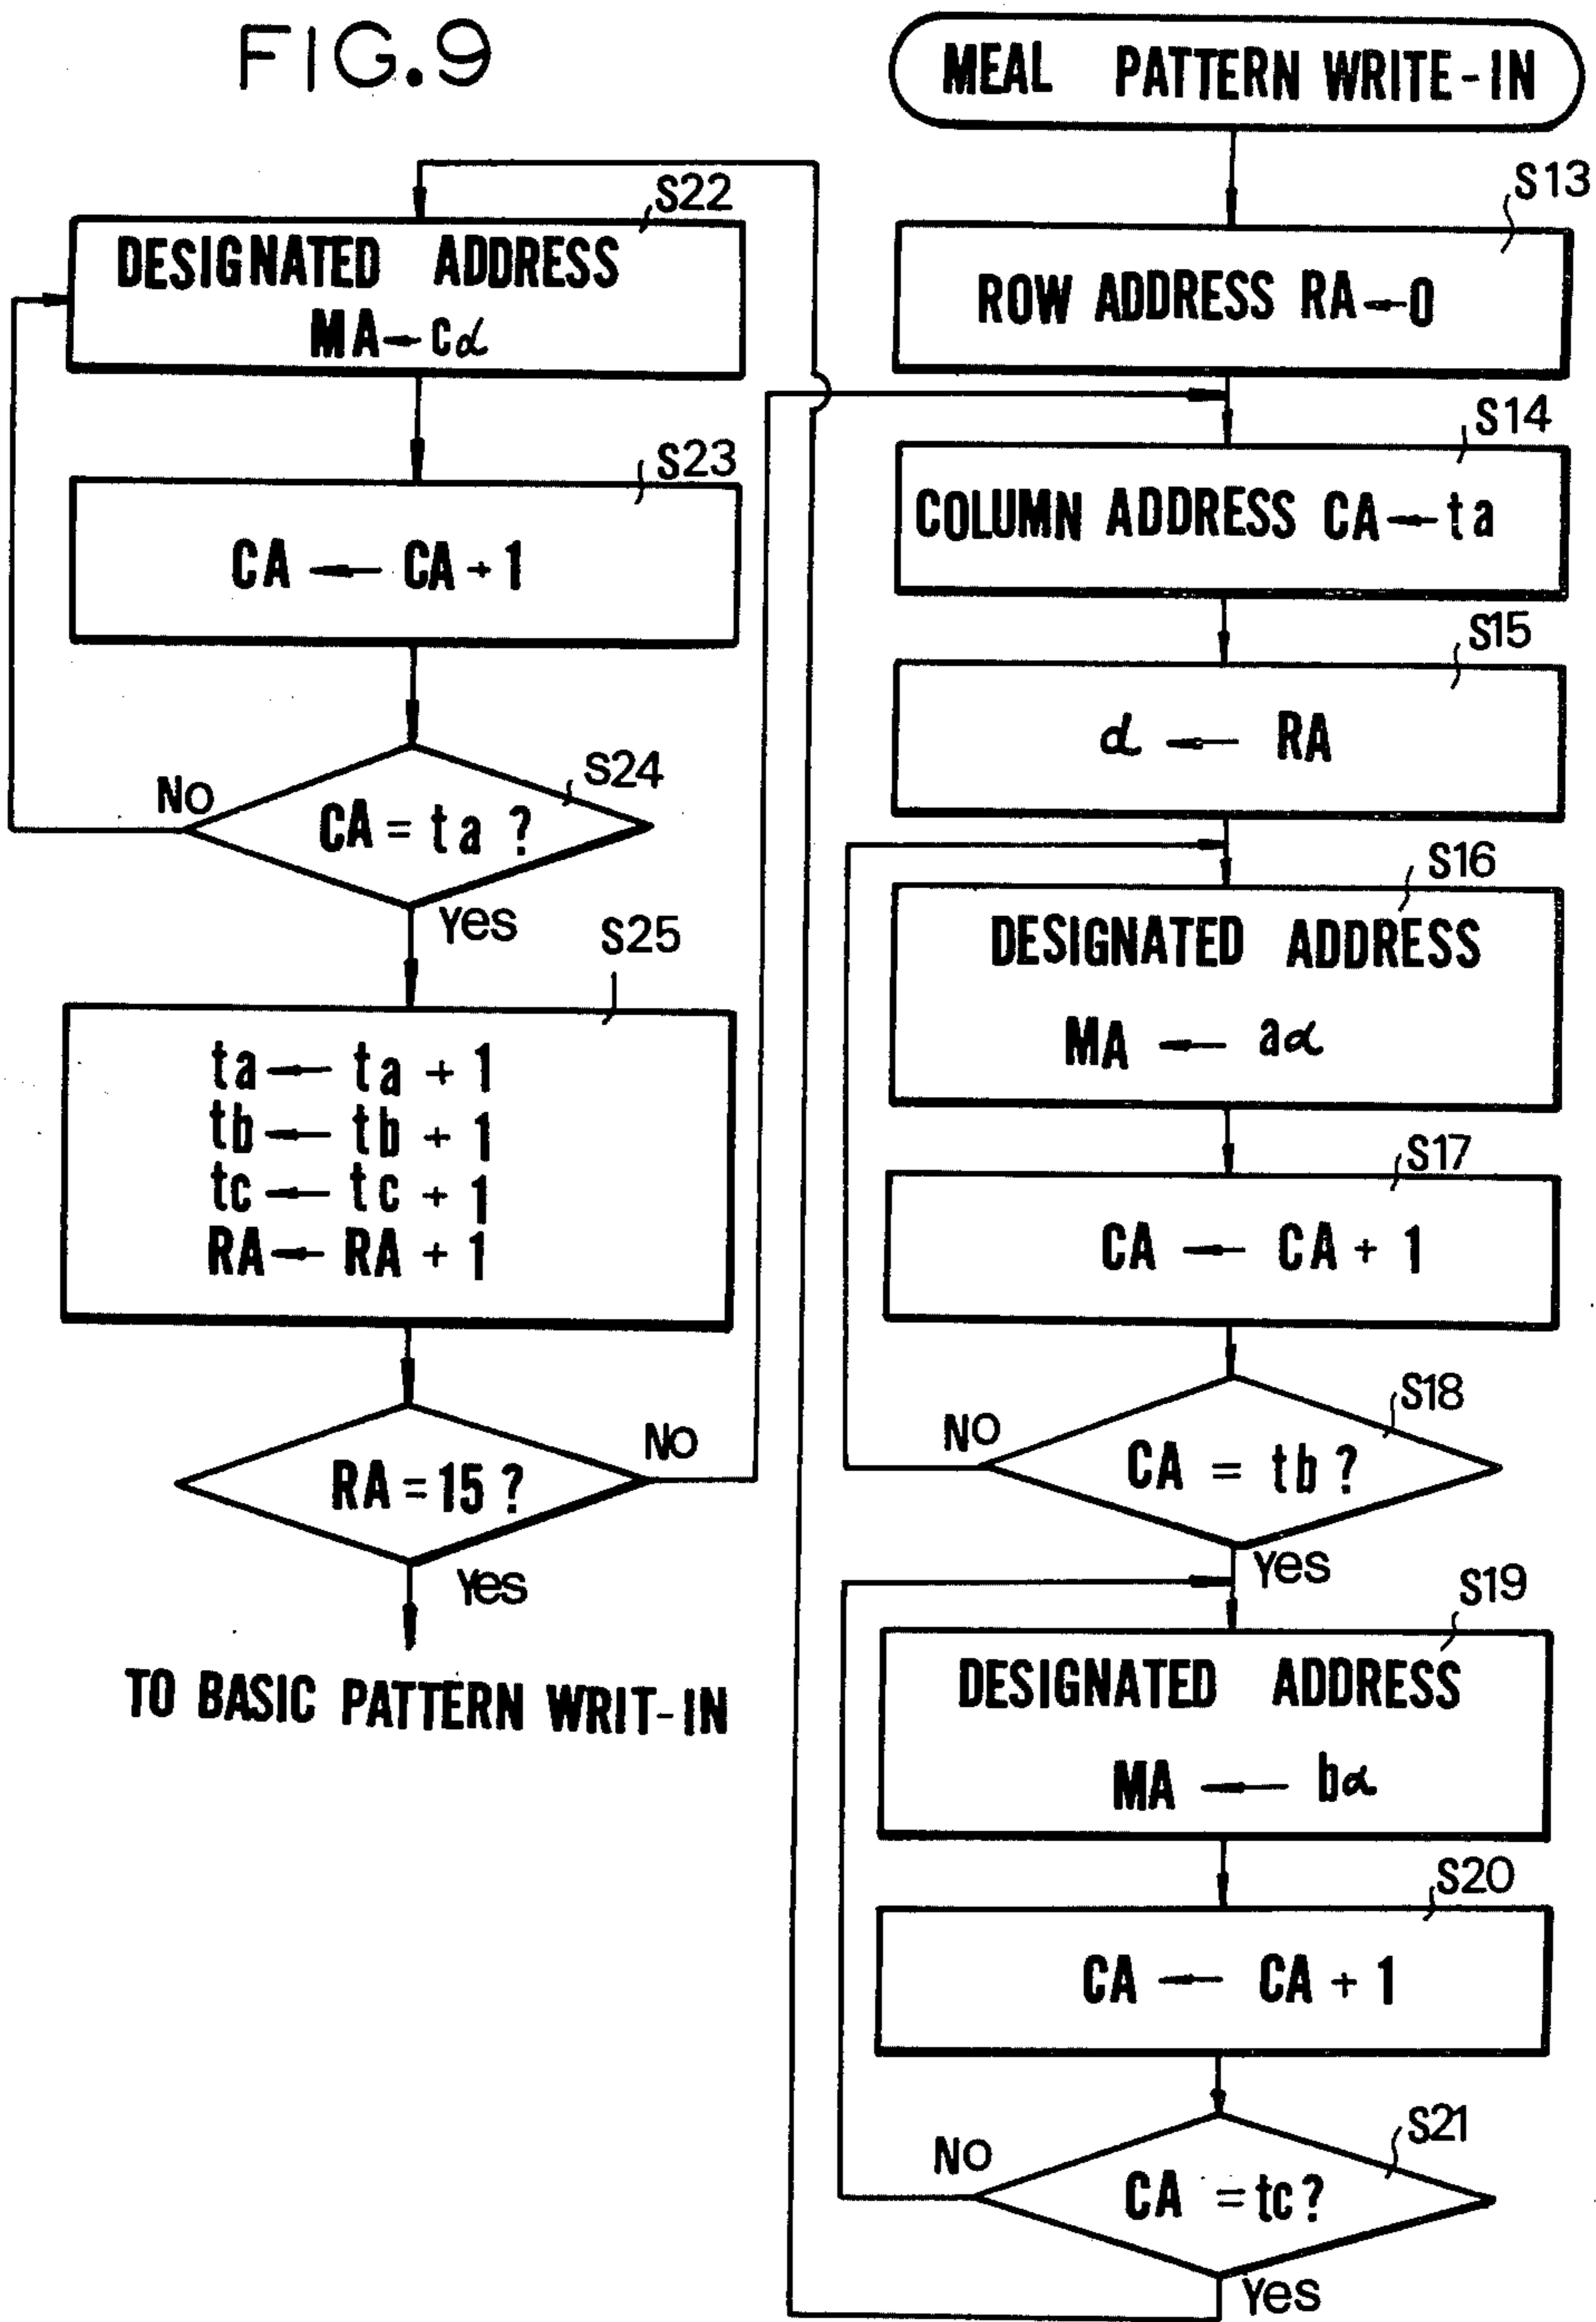 FIG.9
MEAL PATTERN WRITE-IN
S13
ROW ADDRESS RA←0
S14
COLUMN ADDRESS CA←ta
S15
α ← RA
S16
DESIGNATED ADDRESS
MA ← aα
S17
CA ← CA + 1
S18
CA = tb ?
NO
Yes
S19
DESIGNATED ADDRESS
MA ← bα
S20
CA ← CA + 1
S21
CA = tc ?
NO
Yes
S22
DESIGNATED ADDRESS
MA ← cα
S23
CA ← CA + 1
S24
CA = ta ?
NO
Yes
S25
ta ← ta + 1
tb ← tb + 1
tc ← tc + 1
RA ← RA + 1
RA = 15 ?
NO
Yes
TO BASIC PATTERN WRIT-IN